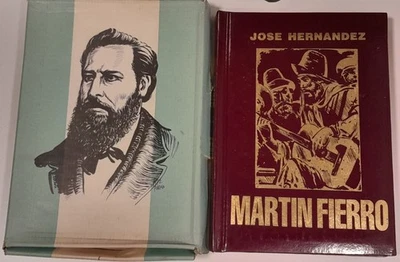 JOSE HERNANDEZ
MARTIN FIERRO